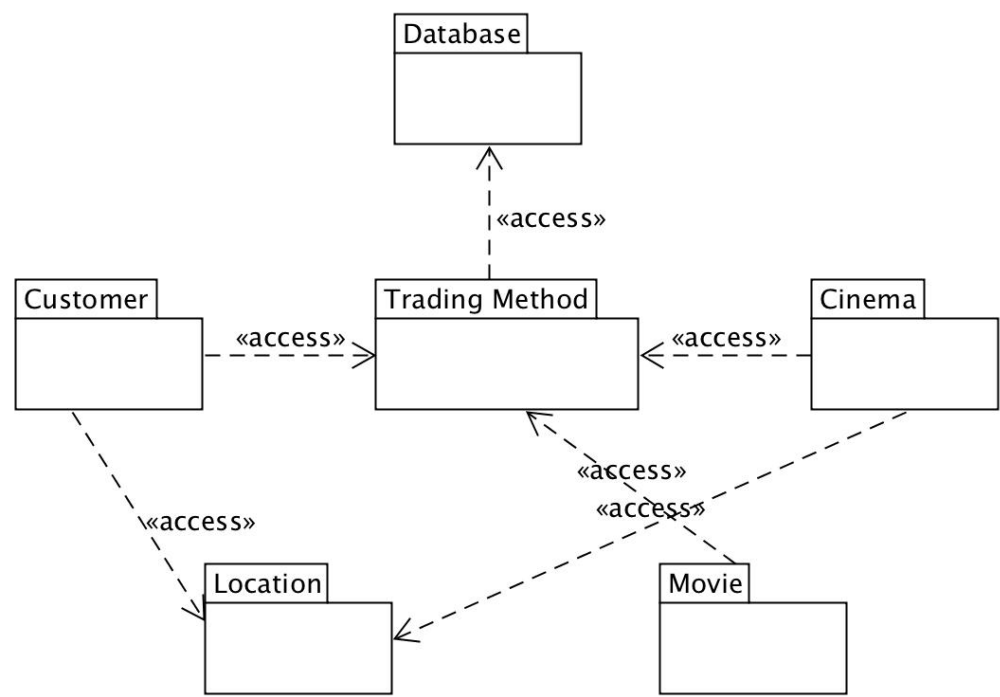 Database
«access»
Customer
Trading Method
Cinema
«access»
«access»
«access»
«access»
«access»
Location
Movie